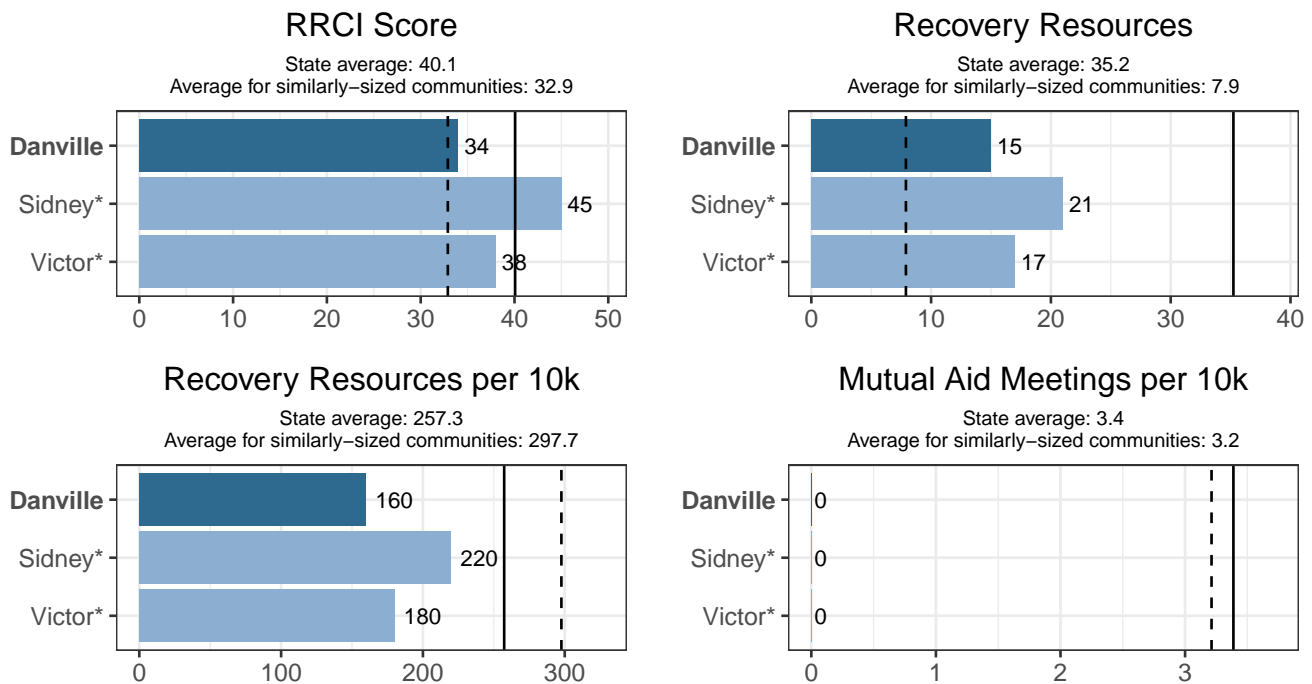 RRCI Score
State average: 40.1
Average for similarly−sized communities: 32.9
Danville
34
Sidney*
45
Victor*
38
0 10 20 30 40 50
Recovery Resources
State average: 35.2
Average for similarly−sized communities: 7.9
Danville
15
Sidney*
21
Victor*
17
0 10 20 30 40
Recovery Resources per 10k
State average: 257.3
Average for similarly−sized communities: 297.7
Danville
160
Sidney*
220
Victor*
180
0 100 200 300
Mutual Aid Meetings per 10k
State average: 3.4
Average for similarly−sized communities: 3.2
Danville
0
Sidney*
0
Victor*
0
0 1 2 3